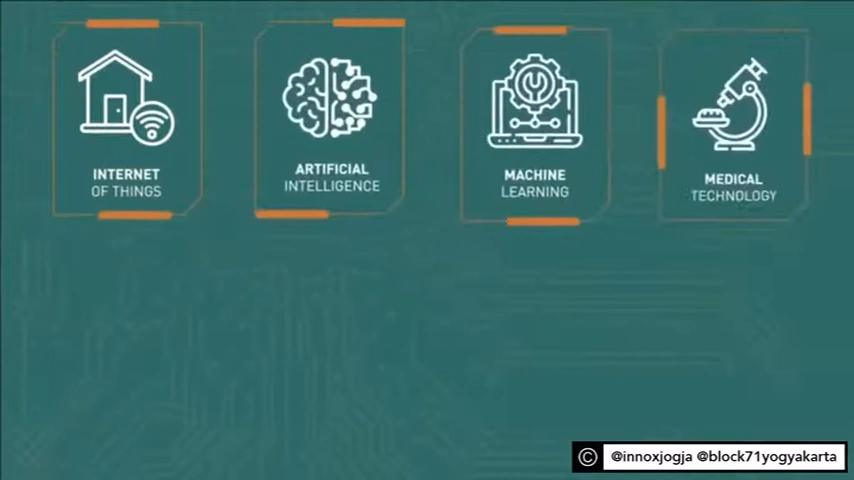 INTERNET
OF THINGS
ARTIFICIAL
INTELLIGENCE
MACHINE
LEARNING
MEDICAL
TECHNOLOGY
© @innoxjogja @block71yogyakarta